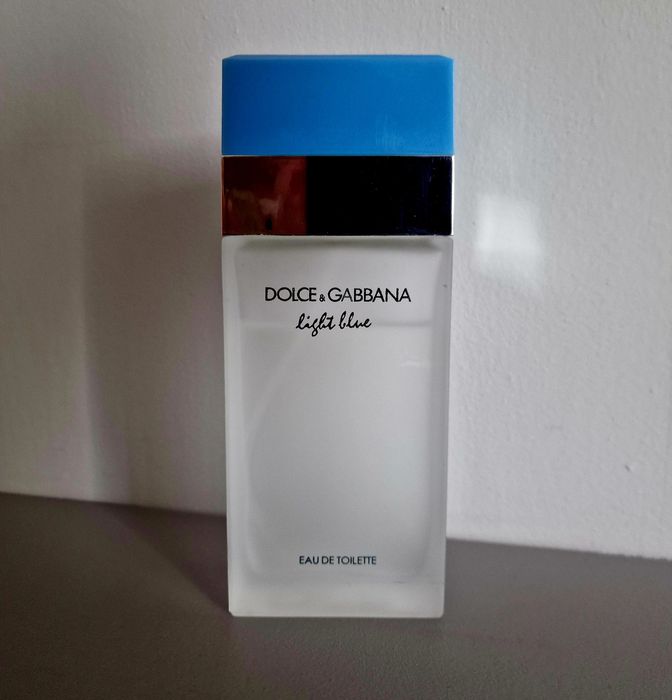 DOLCE & GABBANA
light blue
EAU DE TOILETTE